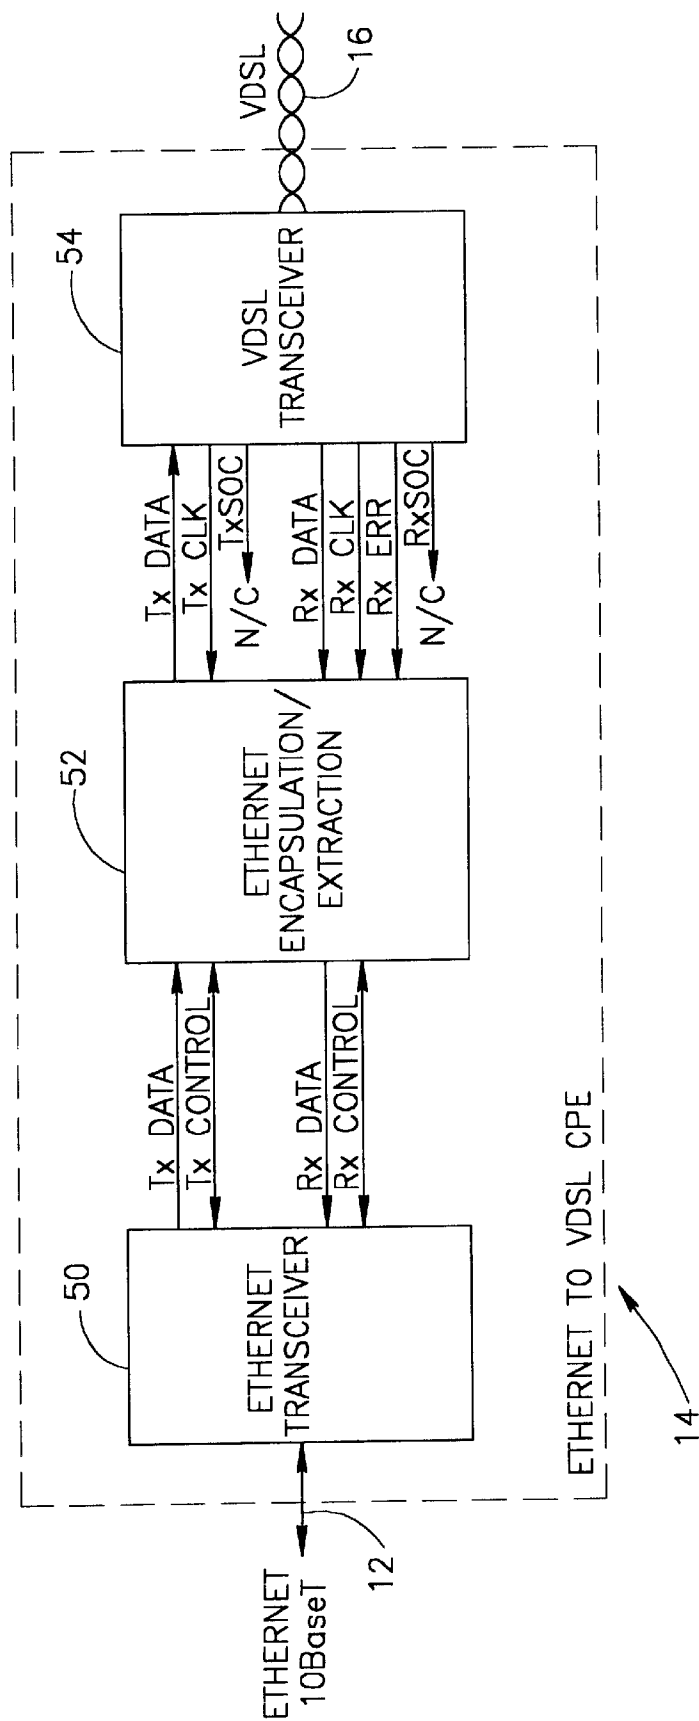 ETHERNET
10BaseT
12
50
ETHERNET
TRANSCEIVER
Tx DATA
Tx CONTROL
Rx DATA
Rx CONTROL
52
ETHERNET
ENCAPSULATION/
EXTRACTION
Tx DATA
Tx CLK
TxSOC
N/C
Rx DATA
Rx CLK
Rx ERR
RxSOC
N/C
54
VDSL
TRANSCEIVER
VDSL
16
ETHERNET TO VDSL CPE
14